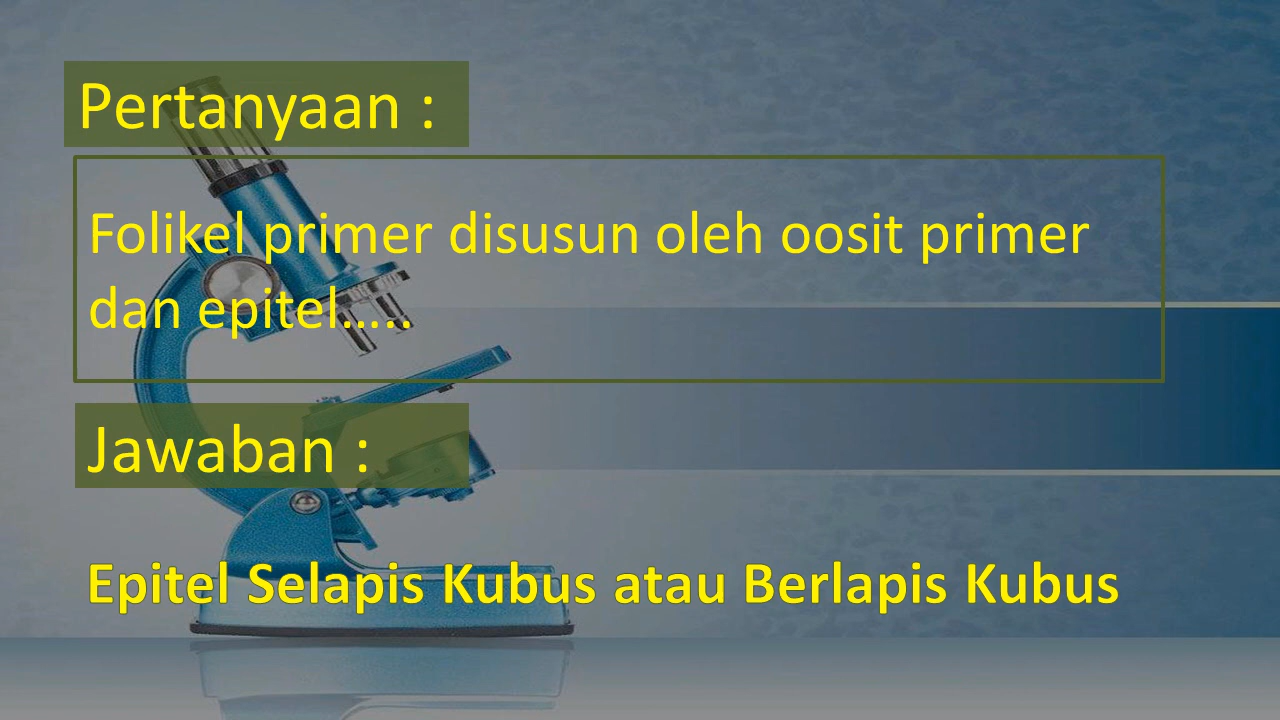 Pertanyaan :
Folikel primer disusun oleh oosit primer
dan epitel.....
Jawaban :
Epitel Selapis Kubus atau Berlapis Kubus